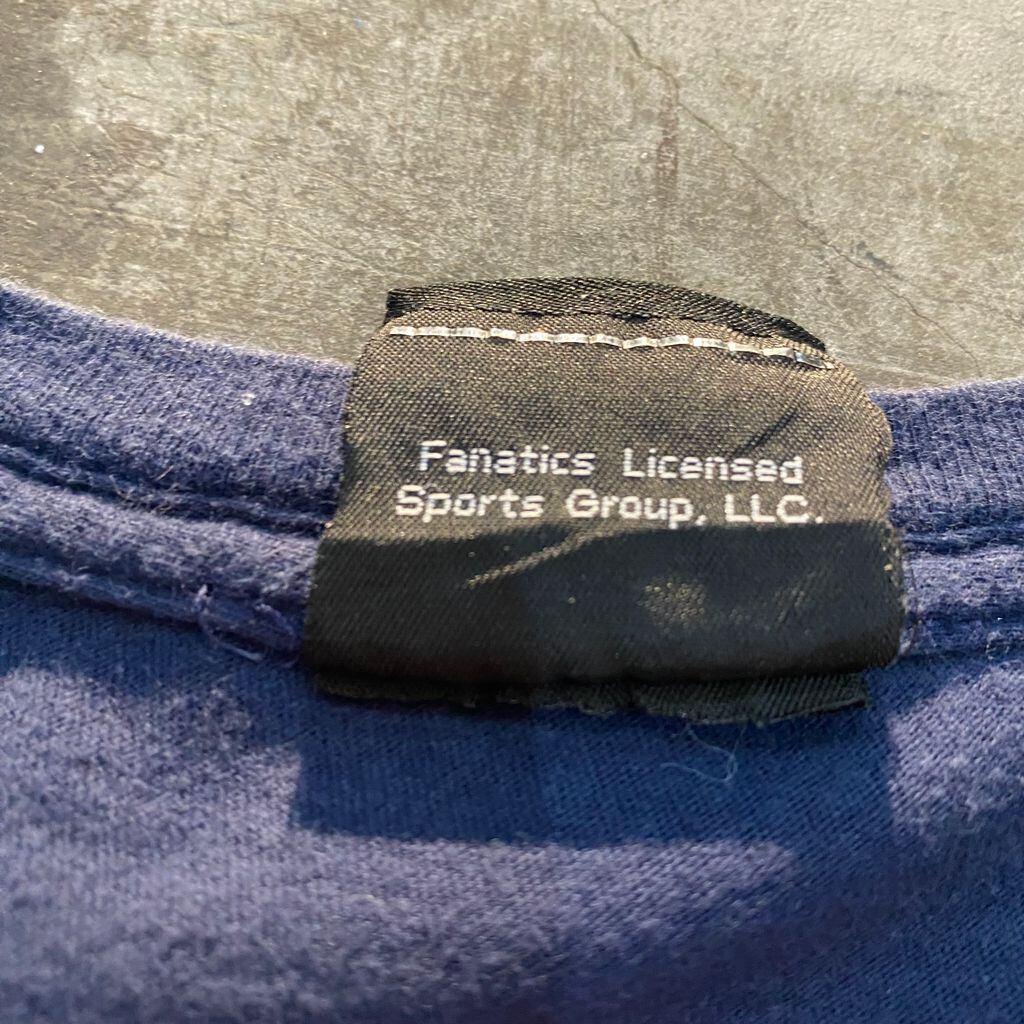 Fanatics Licensed
Sports Group, LLC.